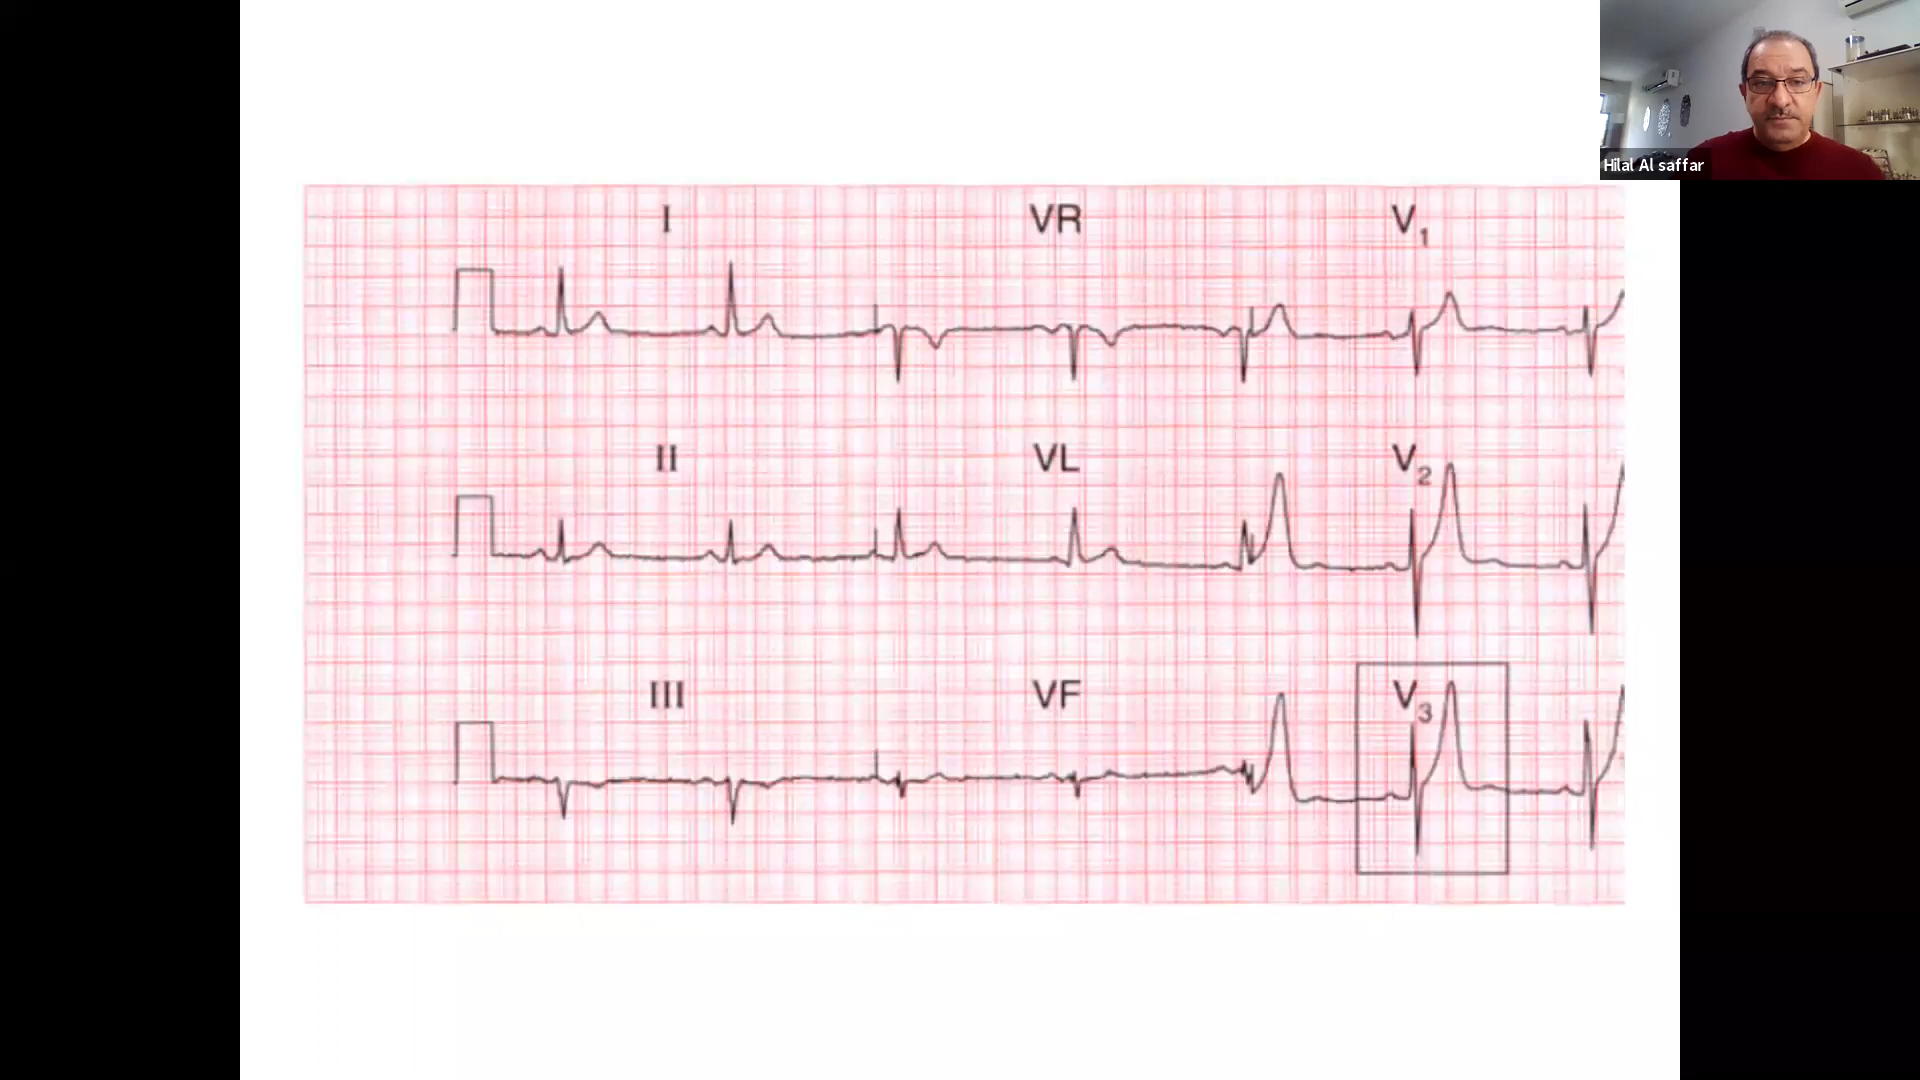 Hilal Al saffar
I VR V₁
II VL V₂
III VF V₃